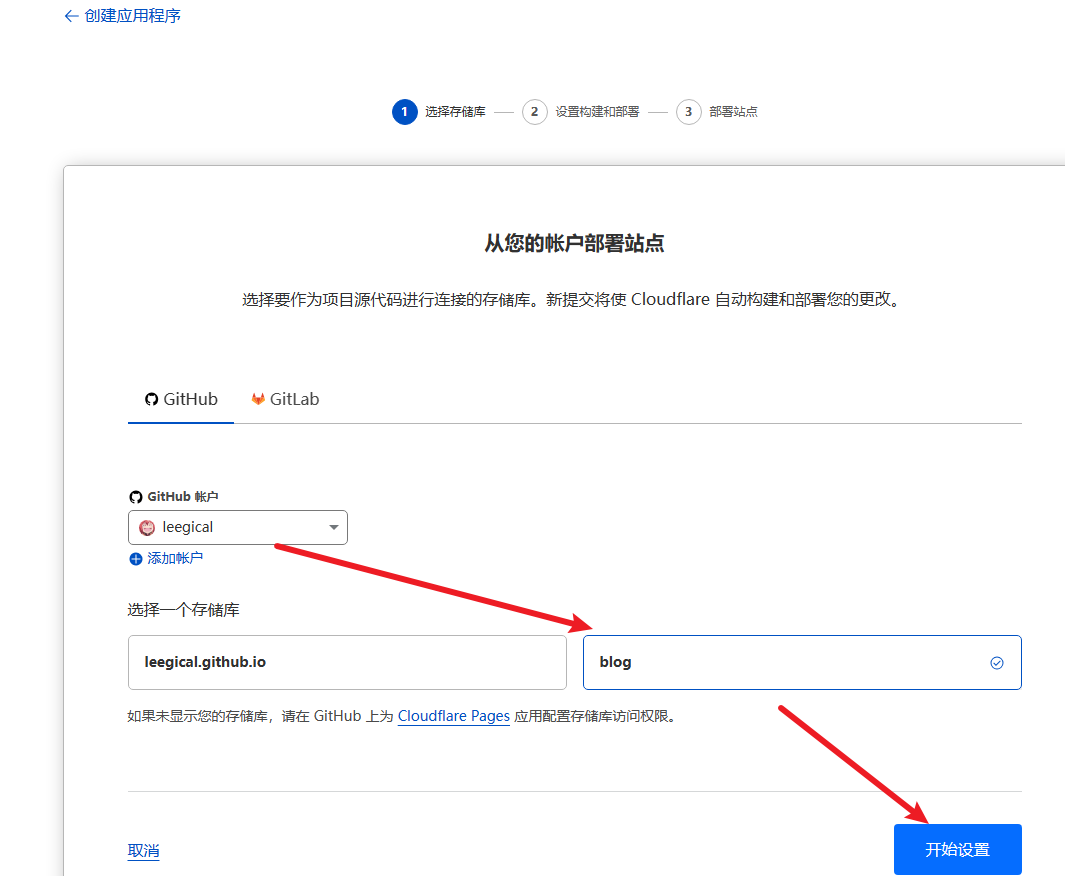 ← 创建应用程序
1 选择存储库 2 设置构建和部署 3 部署站点
从您的帐户部署站点
选择要作为项目源代码进行连接的存储库。新提交将使 Cloudflare 自动构建和部署您的更改。
GitHub GitLab
GitHub 帐户
leegical
添加帐户
选择一个存储库
leegical.github.io blog
如果未显示您的存储库，请在 GitHub 上为 Cloudflare Pages 应用配置存储库访问权限。
取消 开始设置